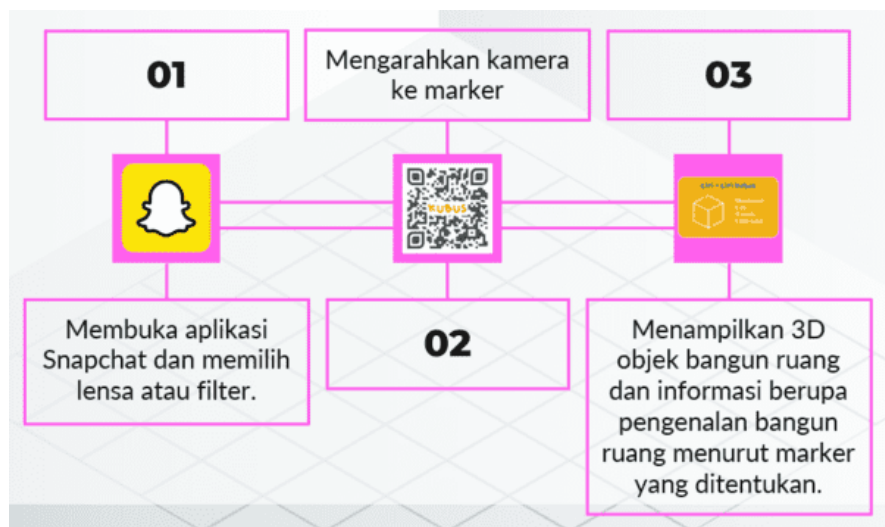 01
Membuka aplikasi
Snapchat dan memilih
lensa atau filter.
Mengarahkan kamera
ke marker
KUBUS
02
03
Menampilkan 3D
objek bangun ruang
dan informasi berupa
pengenalan bangun
ruang menurut marker
yang ditentukan.